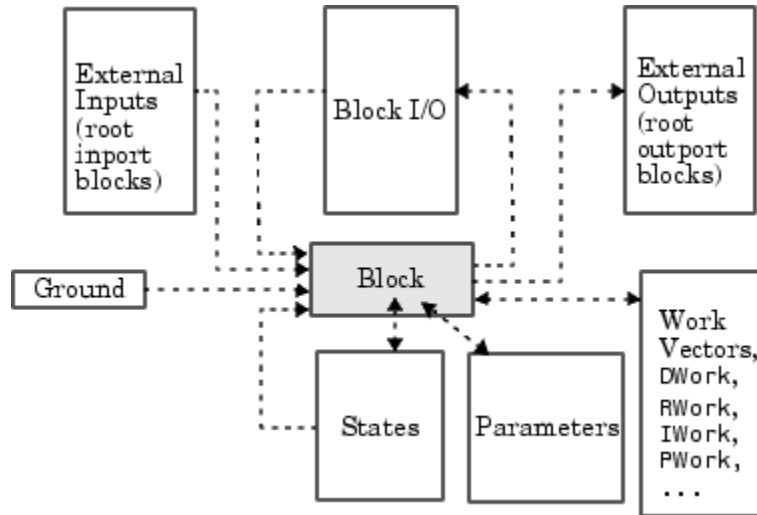 External
Inputs
(root
inport
blocks)
Block I/O
External
Outputs
(root
outport
blocks)
Ground
Block
States
Parameters
Work
Vectors,
DWork,
RWork,
IWork,
PWork,
...